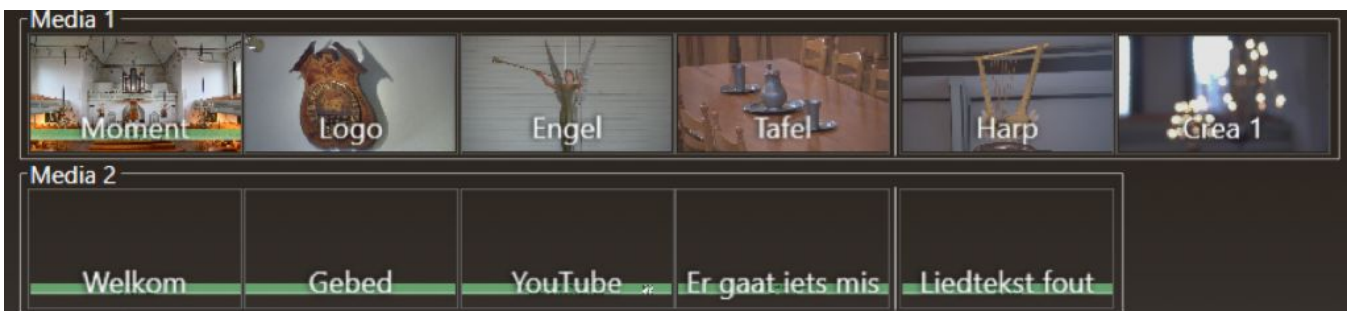 Media 1
Moment Logo Engel Tafel Harp Crea 1
Media 2
Welkom Gebed YouTube Er gaat iets mis Liedtekst fout